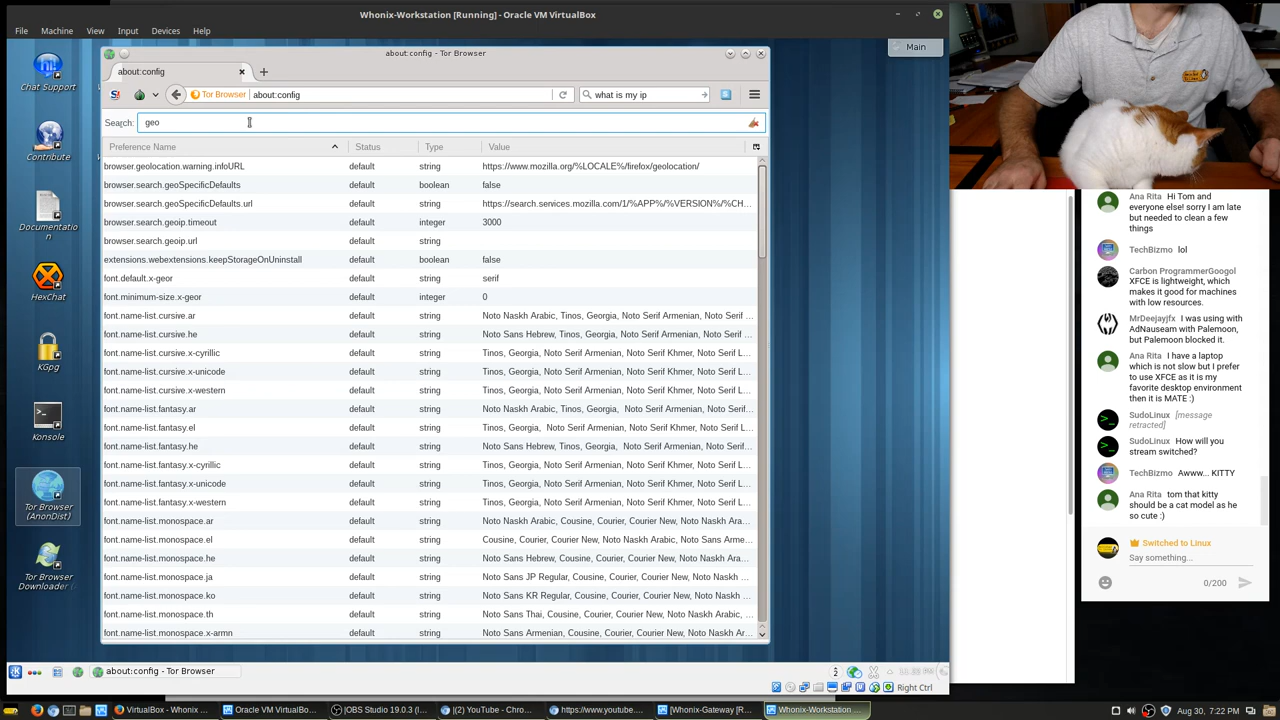 Whonix-Workstation [Running] - Oracle VM VirtualBox
File Machine View Input Devices Help
Chat Support
Contribute
Documentatio
n
HexChat
KGpg
Konsole
Tor Browser
(AnonDist)
Tor Browser
Downloader (
about:config - Tor Browser
Main
about:config
Tor Browser about:config
what is my ip
Search: geo
Preference Name Status Type Value
browser.geolocation.warning.infoURL default string https://www.mozilla.org/%LOCALE%/firefox/geolocation/
browser.search.geoSpecificDefaults default boolean false
browser.search.geoSpecificDefaults.url default string https://search.services.mozilla.com/1/%APP%/%VERSION%/%CH...
browser.search.geoip.timeout default integer 3000
browser.search.geoip.url default string
extensions.webextensions.keepStorageOnUninstall default boolean false
font.default.x-geor default string serif
font.minimum-size.x-geor default integer 0
font.name-list.cursive.ar default string Noto Naskh Arabic, Tinos, Georgia, Noto Serif Armenian, Noto Serif ...
font.name-list.cursive.he default string Noto Sans Hebrew, Tinos, Georgia, Noto Serif Armenian, Noto Serif ...
font.name-list.cursive.x-cyrillic default string Tinos, Georgia, Noto Serif Armenian, Noto Serif Khmer, Noto Serif L...
font.name-list.cursive.x-unicode default string Tinos, Georgia, Noto Serif Armenian, Noto Serif Khmer, Noto Serif L...
font.name-list.cursive.x-western default string Tinos, Georgia, Noto Serif Armenian, Noto Serif Khmer, Noto Serif L...
font.name-list.fantasy.ar default string Noto Naskh Arabic, Tinos, Georgia, Noto Serif Armenian, Noto Serif ...
font.name-list.fantasy.el default string Tinos, Georgia, Noto Serif Armenian, Noto Serif Khmer, Noto Serif L...
font.name-list.fantasy.he default string Noto Sans Hebrew, Tinos, Georgia, Noto Serif Armenian, Noto Serif...
font.name-list.fantasy.x-cyrillic default string Tinos, Georgia, Noto Serif Armenian, Noto Serif Khmer, Noto Serif L...
font.name-list.fantasy.x-unicode default string Tinos, Georgia, Noto Serif Armenian, Noto Serif Khmer, Noto Serif L...
font.name-list.fantasy.x-western default string Tinos, Georgia, Noto Serif Armenian, Noto Serif Khmer, Noto Serif L...
font.name-list.monospace.ar default string Noto Naskh Arabic, Cousine, Courier, Courier New, Noto Naskh Ara...
font.name-list.monospace.el default string Cousine, Courier, Courier New, Noto Naskh Arabic, Noto Sans Arme...
font.name-list.monospace.he default string Noto Sans Hebrew, Cousine, Courier, Courier New, Noto Naskh Ara...
font.name-list.monospace.ja default string Noto Sans JP Regular, Cousine, Courier, Courier New, Noto Naskh ...
font.name-list.monospace.ko default string Noto Sans KR Regular, Cousine, Courier, Courier New, Noto Naskh ...
font.name-list.monospace.th default string Noto Sans Thai, Cousine, Courier, Courier New, Noto Naskh Arabic, ...
font.name-list.monospace.x-armn default string Noto Sans Armenian, Cousine, Courier, Courier New, Noto Naskh Ar...
about:config - Tor Browser
2
Right Ctrl
Ana Rita Hi Tom and
everyone else! sorry I am late
but needed to clean a few
things
TechBizmo lol
Carbon ProgrammerGoogol
XFCE is lightweight, which
makes it good for machines
with low resources.
MrDeejayjfx I was using with
AdNauseam with Palemoon,
but Palemoon blocked it.
Ana Rita I have a laptop
which is not slow but I prefer
to use XFCE as it is my
favorite desktop environment
then it is MATE :)
SudoLinux [message
retracted]
SudoLinux How will you
stream switched?
TechBizmo Awww... KITTY
Ana Rita tom that kitty
should be a cat model as he
so cute :)
Switched to Linux
Say something...
0/200
VirtualBox - Whonix ... Oracle VM VirtualB... [OBS Studio 19.0.3 (l... ((2) YouTube - Chro... https://www.youtube... [Whonix-Gateway [R... Whonix-Workstation ... Aug 30, 7:22 PM